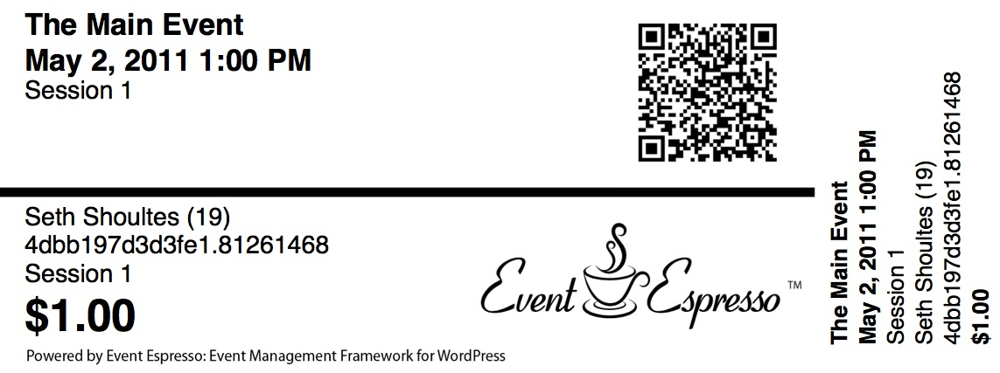 The Main Event
May 2, 2011 1:00 PM
Session 1
Seth Shoultes (19)
4dbb197d3d3fe1.81261468
Session 1
$1.00
Powered by Event Espresso: Event Management Framework for WordPress
Event Espresso ™
The Main Event
May 2, 2011 1:00 PM
Session 1
Seth Shoultes (19)
4dbb197d3d3fe1.81261468
$1.00